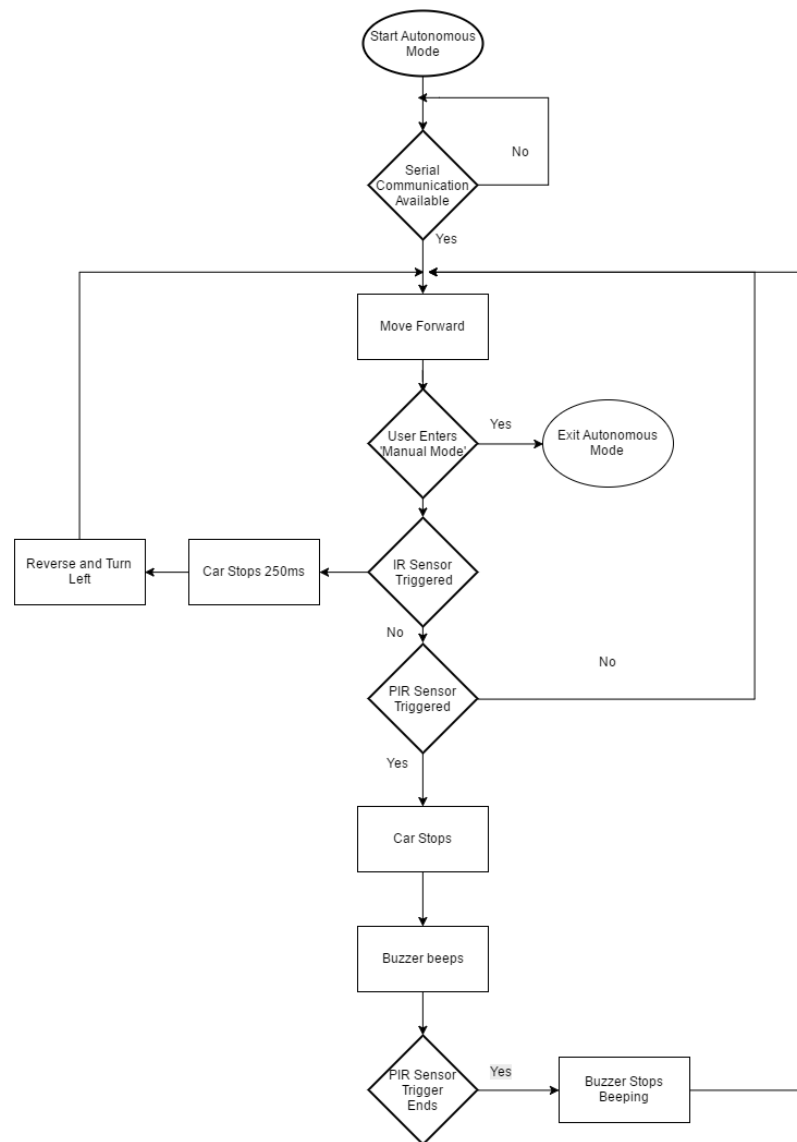 Start Autonomous
Mode
No
Serial
Communication
Available
Yes
Move Forward
User Enters
'Manual Mode'
Yes
Exit Autonomous
Mode
Reverse and Turn
Left
Car Stops 250ms
IR Sensor
Triggered
No
PIR Sensor
Triggered
No
Yes
Car Stops
Buzzer beeps
PIR Sensor
Trigger
Ends
Yes
Buzzer Stops
Beeping